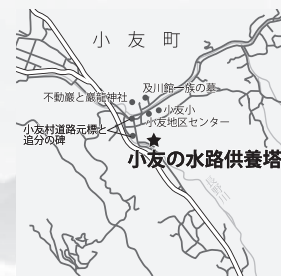 小友町
及川館一族の墓
不動巖と巖龍神社
小友小
小友地区センター
小友村道路元標と
追分の碑
小友の水路供養塔